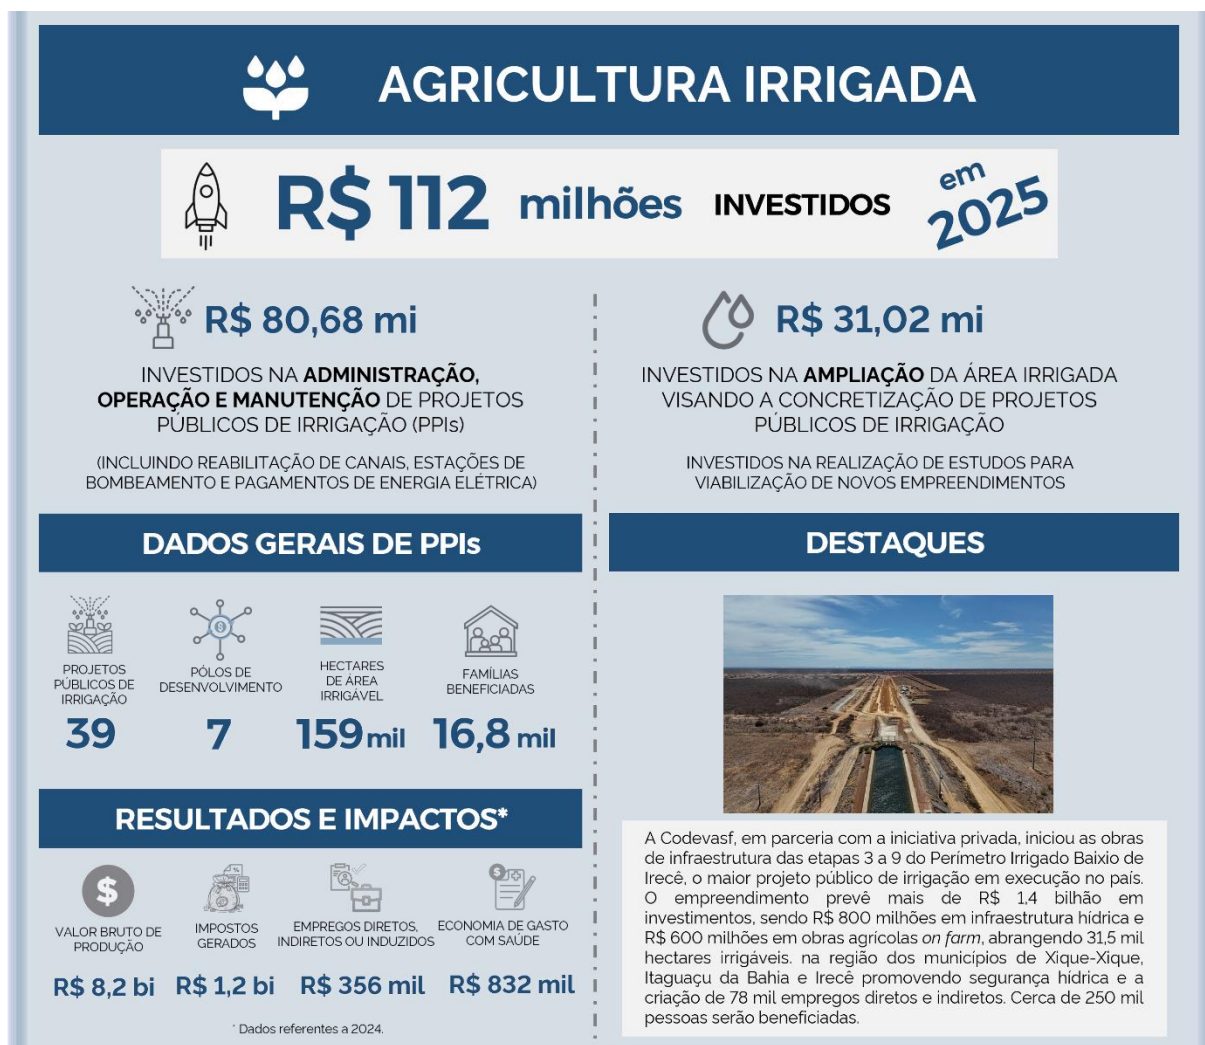 AGRICULTURA IRRIGADA
R$ 112 milhões INVESTIDOS em 2025
R$ 80,68 mi
INVESTIDOS NA ADMINISTRAÇÃO,
OPERAÇÃO E MANUTENÇÃO DE PROJETOS
PÚBLICOS DE IRRIGAÇÃO (PPIs)
(INCLUINDO REABILITAÇÃO DE CANAIS, ESTAÇÕES DE
BOMBEAMENTO E PAGAMENTOS DE ENERGIA ELÉTRICA)
DADOS GERAIS DE PPIs
PROJETOS
PÚBLICOS DE
IRRIGAÇÃO
39
PÓLOS DE
DESENVOLVIMENTO
7
HECTARES
DE ÁREA
IRRIGÁVEL
159 mil
FAMÍLIAS
BENEFICIADAS
16,8 mil
RESULTADOS E IMPACTOS*
VALOR BRUTO DE
PRODUÇÃO
R$ 8,2 bi
IMPOSTOS
GERADOS
R$ 1,2 bi
EMPREGOS DIRETOS,
INDIRETOS OU INDUZIDOS
R$ 356 mil
ECONOMIA DE GASTO
COM SAÚDE
R$ 832 mil
* Dados referentes a 2024.
R$ 31,02 mi
INVESTIDOS NA AMPLIAÇÃO DA ÁREA IRRIGADA
VISANDO A CONCRETIZAÇÃO DE PROJETOS
PÚBLICOS DE IRRIGAÇÃO
INVESTIDOS NA REALIZAÇÃO DE ESTUDOS PARA
VIABILIZAÇÃO DE NOVOS EMPREENDIMENTOS
DESTAQUES
A Codevasf, em parceria com a iniciativa privada, iniciou as obras
de infraestrutura das etapas 3 a 9 do Perímetro Irrigado Baixio de
Irecê, o maior projeto público de irrigação em execução no país.
O empreendimento prevê mais de R$ 1,4 bilhão em
investimentos, sendo R$ 800 milhões em infraestrutura hídrica e
R$ 600 milhões em obras agrícolas on farm, abrangendo 31,5 mil
hectares irrigáveis. na região dos municípios de Xique-Xique,
Itaguaçu da Bahia e Irecê promovendo segurança hídrica e a
criação de 78 mil empregos diretos e indiretos. Cerca de 250 mil
pessoas serão beneficiadas.